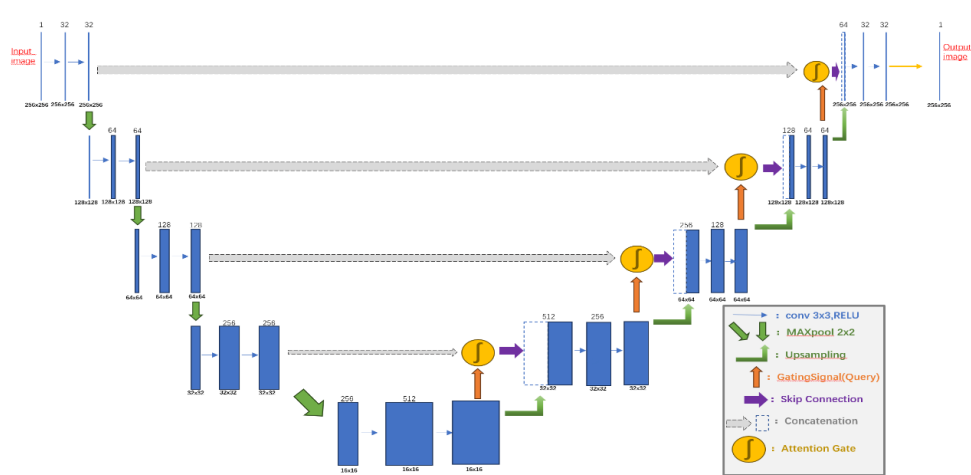 1 32 32
Input
image
256x256 256x256 256x256
64 32 32 1
Output
image
256x256 256x256 256x256 256x256
64 64
128x128 128x128 128x128
128 64 64
128x128 128x128 128x128
128 128
64x64 64x64 64x64
256 128
64x64 64x64 64x64
256 256
32x32 32x32 32x32
512 256
32x32 32x32 32x32
256 512
16x16 16x16 16x16
: conv 3x3,RELU
: MAXpool 2x2
: Upsampling
: GatingSignal(Query)
: Skip Connection
: Concatenation
: Attention Gate